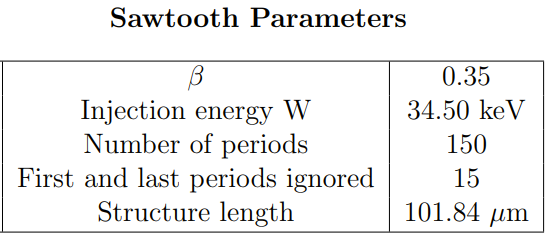 Sawtooth Parameters
β 0.35
Injection energy W 34.50 keV
Number of periods 150
First and last periods ignored 15
Structure length 101.84 μm